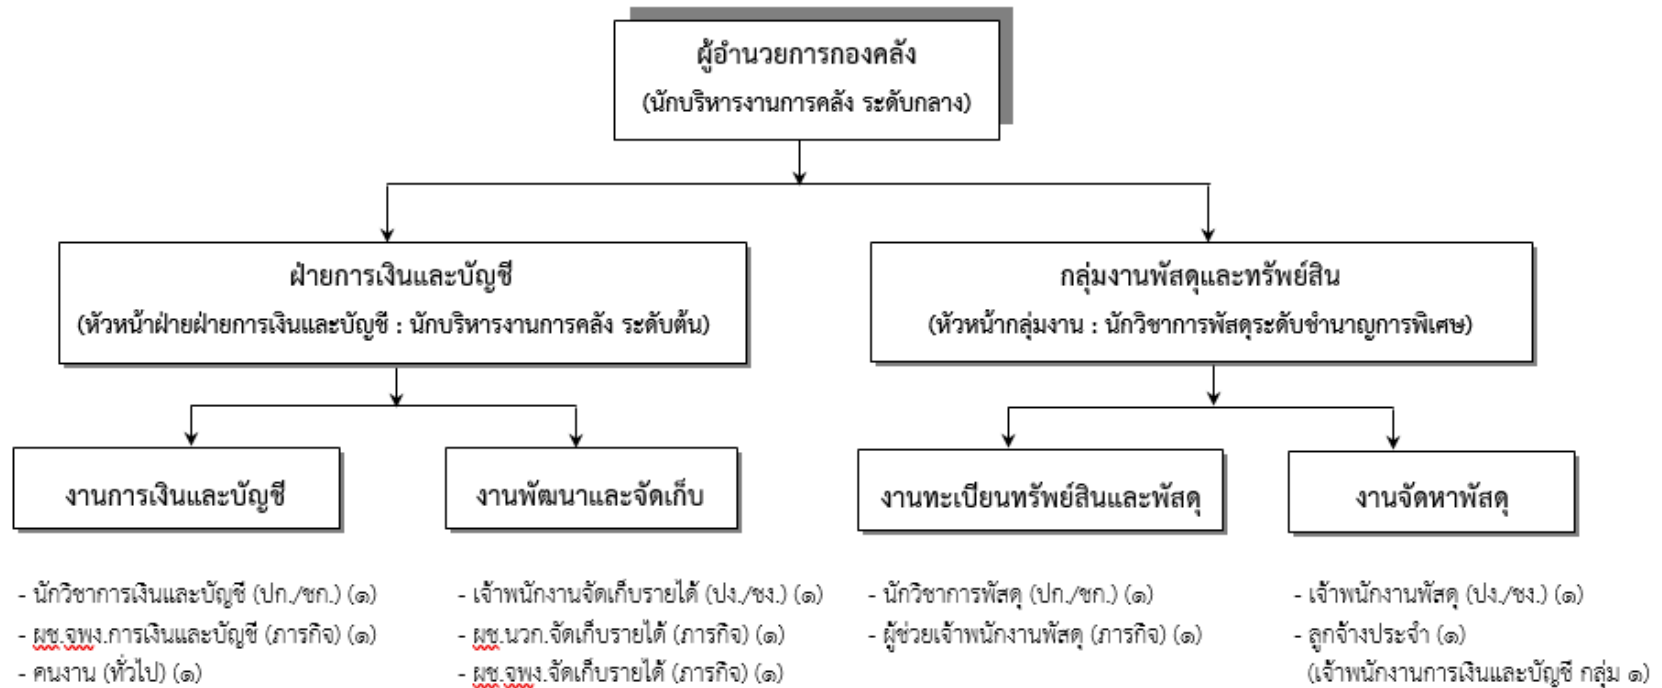 ผู้อำนวยการกองคลัง
(นักบริหารงานการคลัง ระดับกลาง)
ฝ่ายการเงินและบัญชี
(หัวหน้าฝ่ายฝ่ายการเงินและบัญชี : นักบริหารงานการคลัง ระดับต้น)
กลุ่มงานพัสดุและทรัพย์สิน
(หัวหน้ากลุ่มงาน : นักวิชาการพัสดุระดับชำนาญการพิเศษ)
งานการเงินและบัญชี
งานพัฒนาและจัดเก็บ
งานทะเบียนทรัพย์สินและพัสดุ
งานจัดหาพัสดุ
- นักวิชาการเงินและบัญชี (ปก./ชก.) (๑)
- ผช.จพง.การเงินและบัญชี (ภารกิจ) (๑)
- คนงาน (ทั่วไป) (๑)
- เจ้าพนักงานจัดเก็บรายได้ (ปง./ชง.) (๑)
- ผช.นวก.จัดเก็บรายได้ (ภารกิจ) (๑)
- ผช.จพง.จัดเก็บรายได้ (ภารกิจ) (๑)
- นักวิชาการพัสดุ (ปก./ชก.) (๑)
- ผู้ช่วยเจ้าพนักงานพัสดุ (ภารกิจ) (๑)
- เจ้าพนักงานพัสดุ (ปง./ชง.) (๑)
- ลูกจ้างประจำ (๑)
(เจ้าพนักงานการเงินและบัญชี กลุ่ม ๑)